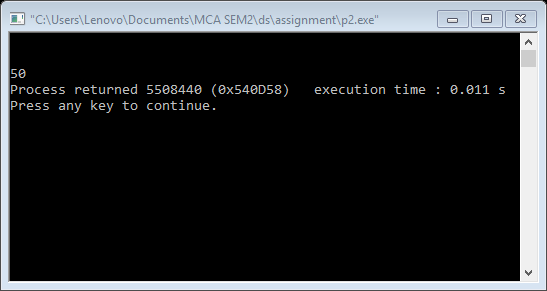 "C:\Users\Lenovo\Documents\MCA SEM2\ds\assignment\p2.exe"
50
Process returned 5508440 (0x540D58)   execution time : 0.011 s
Press any key to continue.